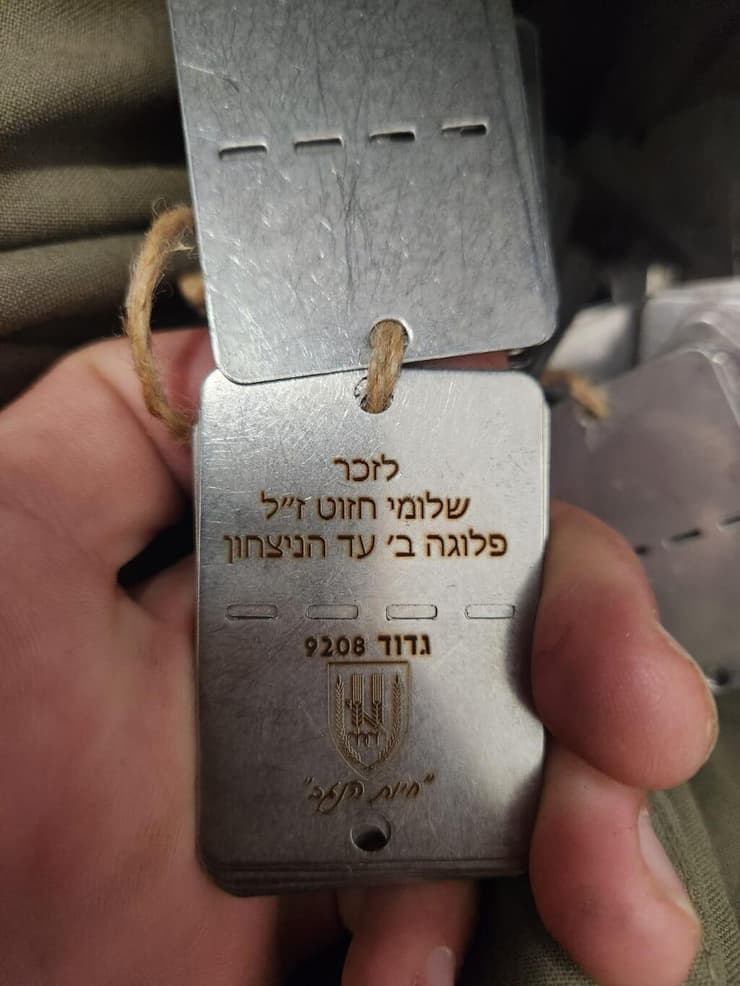 לזכר
שלומי חזוט ז״ל
פלוגה ב׳ עד הניצחון
גדוד 9208
"חיות הנגב"